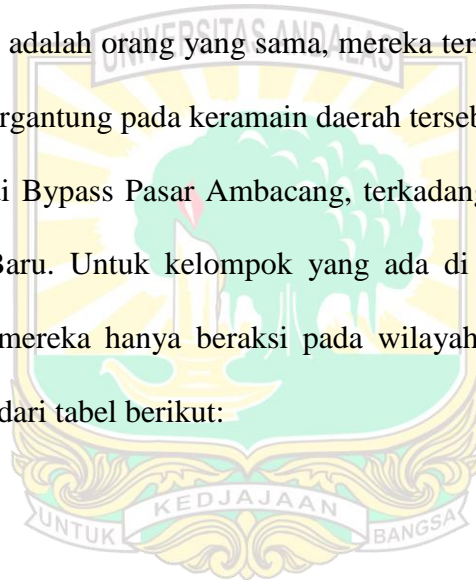 UNIVERSITAS ANDALAS
adalah orang yang sama, mereka ter
rgantung pada keramain daerah terseb
i Bypass Pasar Ambacang, terkadang
Baru. Untuk kelompok yang ada di
mereka hanya beraksi pada wilayah
dari tabel berikut:
UNTUK KEDJAJAAN BANGSA